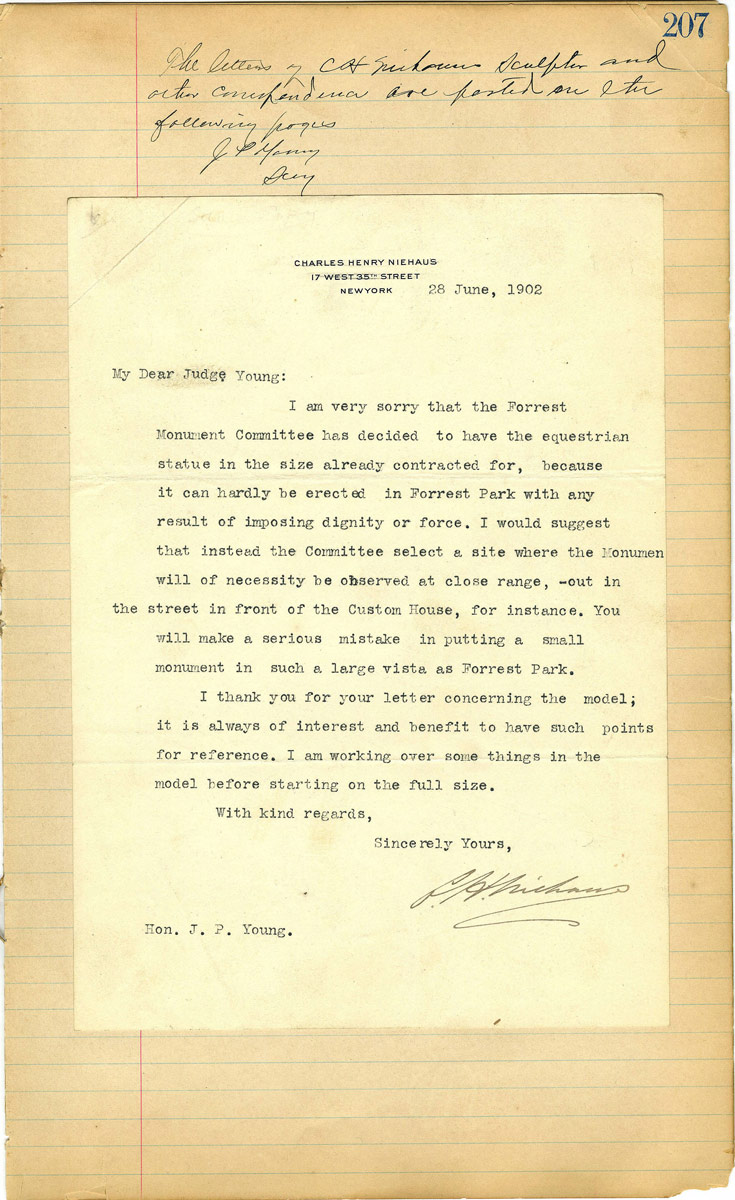 207
The letters of CH Niehaus Sculptor and
other correspondence are pasted on the
following pages
J P Young
Secy
CHARLES HENRY NIEHAUS
17 WEST 35TH STREET
NEW YORK
28 June, 1902
My Dear Judge Young:
I am very sorry that the Forrest
Monument Committee has decided to have the equestrian
statue in the size already contracted for, because
it can hardly be erected in Forrest Park with any
result of imposing dignity or force. I would suggest
that instead the Committee select a site where the Monumen
will of necessity be observed at close range, -out in
the street in front of the Custom House, for instance. You
will make a serious mistake in putting a small
monument in such a large vista as Forrest Park.
I thank you for your letter concerning the model;
it is always of interest and benefit to have such points
for reference. I am working over some things in the
model before starting on the full size.
With kind regards,
Sincerely Yours,
C. H. Niehaus
Hon. J. P. Young.